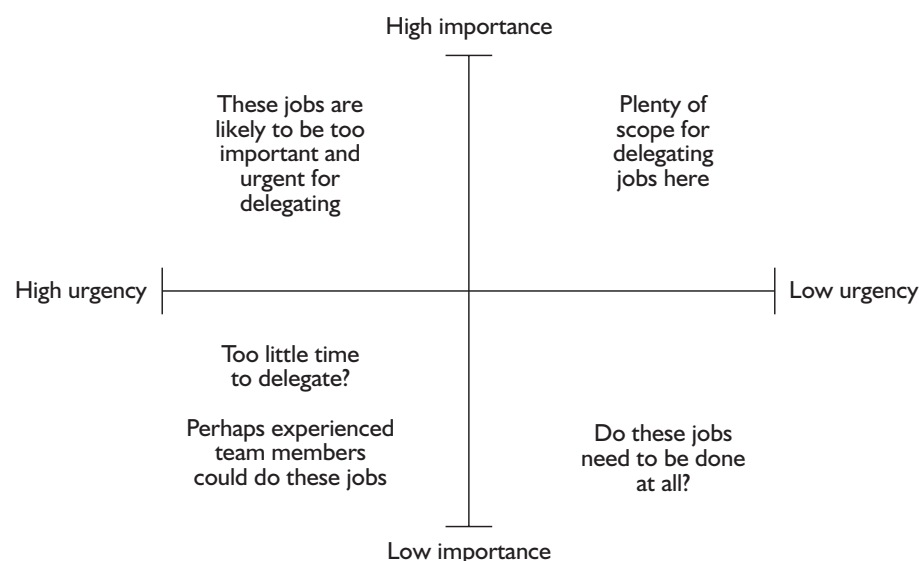 High importance
These jobs are
likely to be too
important and
urgent for
delegating
Plenty of
scope for
delegating
jobs here
High urgency
Low urgency
Too little time
to delegate?
Perhaps experienced
team members
could do these jobs
Do these jobs
need to be done
at all?
Low importance